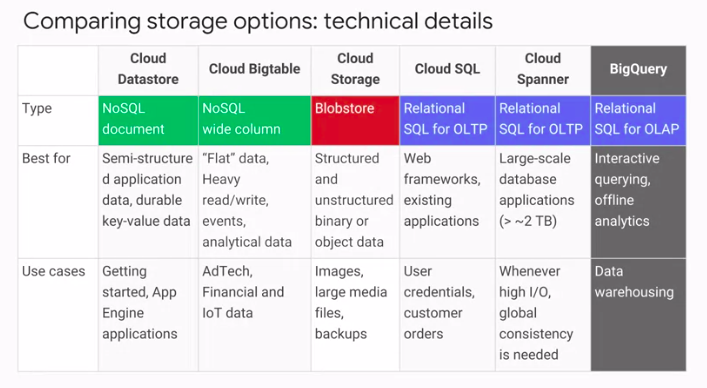 Comparing storage options: technical details
Cloud
Datastore
Cloud Bigtable
Cloud
Storage
Cloud SQL
Cloud
Spanner
BigQuery
Type
NoSQL
document
NoSQL
wide column
Blobstore
Relational
SQL for OLTP
Relational
SQL for OLTP
Relational
SQL for OLAP
Best for
Semi-structure
d application
data, durable
key-value data
“Flat” data,
Heavy
read/write,
events,
analytical data
Structured
and
unstructured
binary or
object data
Web
frameworks,
existing
applications
Large-scale
database
applications
(> ~2 TB)
Interactive
querying,
offline
analytics
Use cases
Getting
started, App
Engine
applications
AdTech,
Financial and
IoT data
Images,
large media
files,
backups
User
credentials,
customer
orders
Whenever
high I/O,
global
consistency
is needed
Data
warehousing